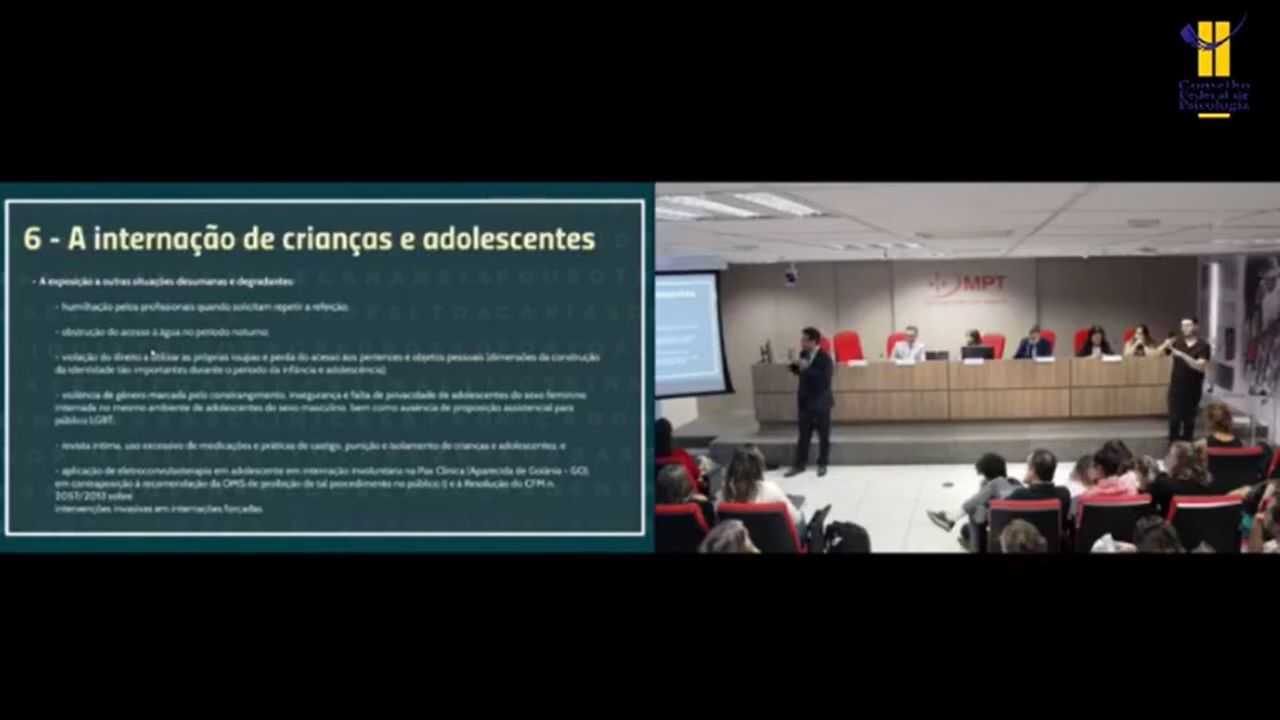 Conselho
Federal de
Psicologia
6 - A internação de crianças e adolescentes
- A exposição a outras situações desumanas e degradantes:
- humilhação pelos profissionais quando solicitam repetir a refeição;
- obstrução do acesso à água no período noturno;
- violação do direito a utilizar as próprias roupas e perda do acesso aos pertences e objetos pessoais (dimensões da construção
da identidade tão importantes durante o período da infância e adolescência);
- violência de gênero marcada pelo constrangimento, insegurança e falta de privacidade de adolescentes do sexo feminino
internada no mesmo ambiente de adolescentes do sexo masculino, bem como ausência de proposição assistencial para
público LGBT;
- revista íntima, uso excessivo de medicações e práticas de castigo, punição e isolamento de crianças e adolescentes; e
- aplicação de eletroconvulsoterapia em adolescente em internação involuntária na Pax Clínica (Aparecida de Goiânia - GO),
em contraposição à recomendação da OMS de proibição de tal procedimento no público () e à Resolução do CFM n.
2057/2013 sobre
intervenções invasivas em internações forçadas.
MPT